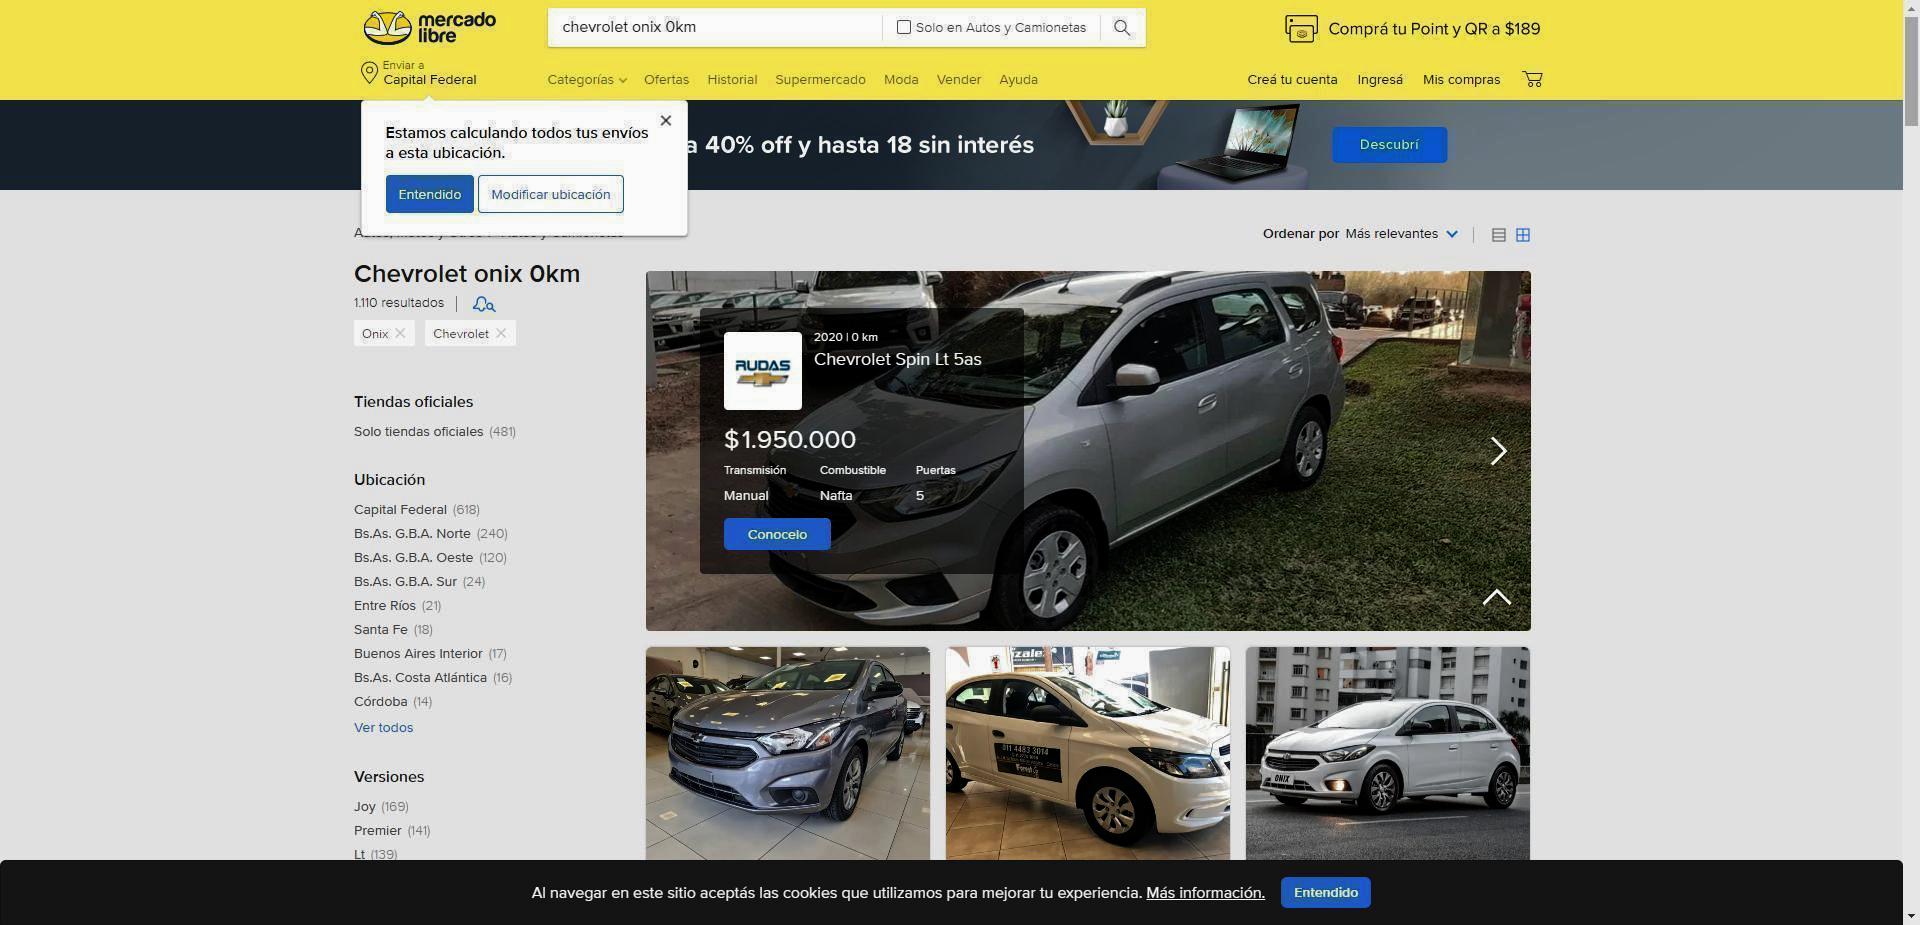 mercado
libre
chevrolet onix 0km
Solo en Autos y Camionetas
Comprá tu Point y QR a $189
Enviar a
Capital Federal
Categorías
Ofertas
Historial
Supermercado
Moda
Vender
Ayuda
Creá tu cuenta
Ingresá
Mis compras
Estamos calculando todos tus envíos
a esta ubicación.
Entendido
Modificar ubicación
a 40% off y hasta 18 sin interés
Descubrí
Ordenar por Más relevantes
Chevrolet onix 0km
1.110 resultados
Onix
Chevrolet
Tiendas oficiales
Solo tiendas oficiales (481)
Ubicación
Capital Federal (618)
Bs.As. G.B.A. Norte (240)
Bs.As. G.B.A. Oeste (120)
Bs.As. G.B.A. Sur (24)
Entre Ríos (21)
Santa Fe (18)
Buenos Aires Interior (17)
Bs.As. Costa Atlántica (16)
Córdoba (14)
Ver todos
Versiones
Joy (169)
Premier (141)
Lt (139)
RUDAS
2020 | 0 km
Chevrolet Spin Lt 5as
$1.950.000
Transmisión Combustible Puertas
Manual Nafta 5
Conocelo
011 4483 3014
ONIX
Al navegar en este sitio aceptás las cookies que utilizamos para mejorar tu experiencia. Más información.
Entendido